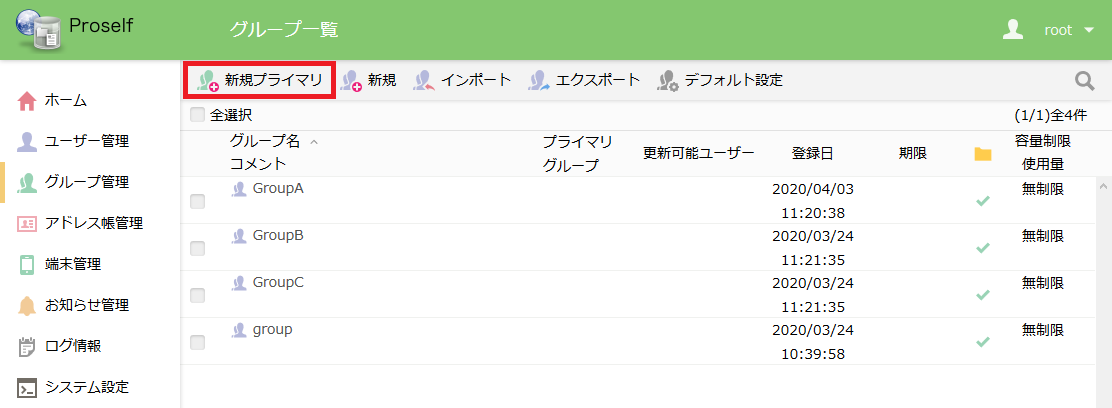 Proself
グループ一覧
root
新規プライマリ 新規 インポート エクスポート デフォルト設定
ホーム
ユーザー管理
グループ管理
アドレス帳管理
端末管理
お知らせ管理
ログ情報
システム設定
全選択
(1/1)全4件
グループ名
コメント
プライマリ
グループ
更新可能ユーザー
登録日
期限
容量制限
使用量
GroupA
2020/04/03
11:20:38
無制限
GroupB
2020/03/24
11:21:35
無制限
GroupC
2020/03/24
11:21:35
無制限
group
2020/03/24
10:39:58
無制限